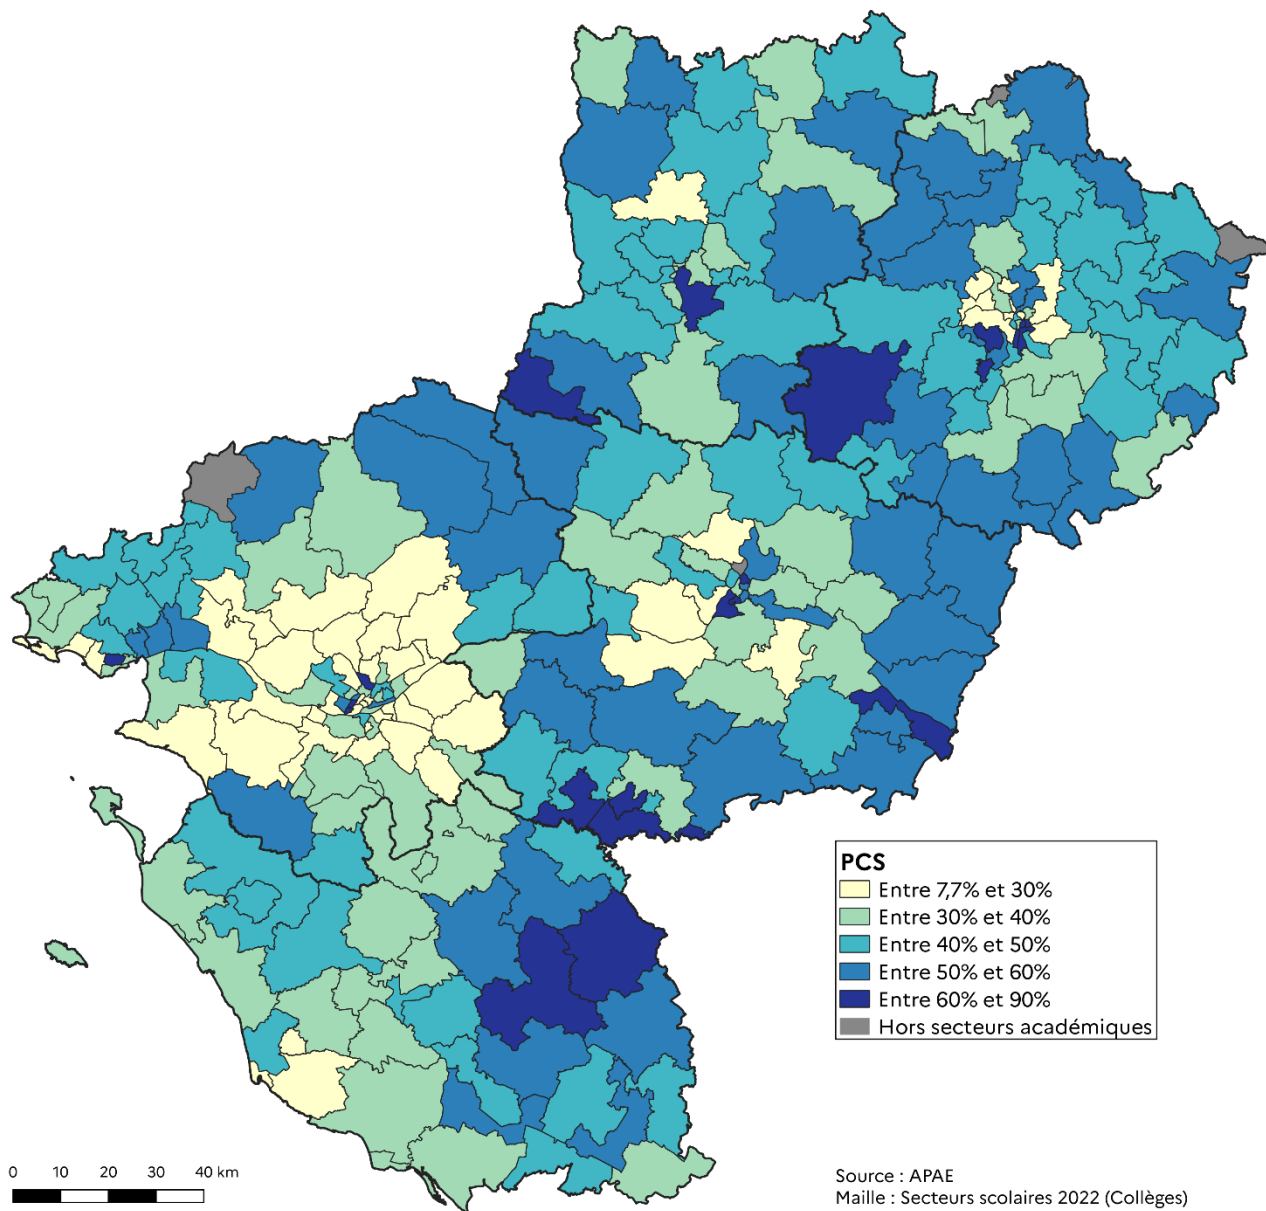 PCS
Entre 7,7% et 30%
Entre 30% et 40%
Entre 40% et 50%
Entre 50% et 60%
Entre 60% et 90%
Hors secteurs académiques
0 10 20 30 40 km
Source : APAE
Maille : Secteurs scolaires 2022 (Collèges)